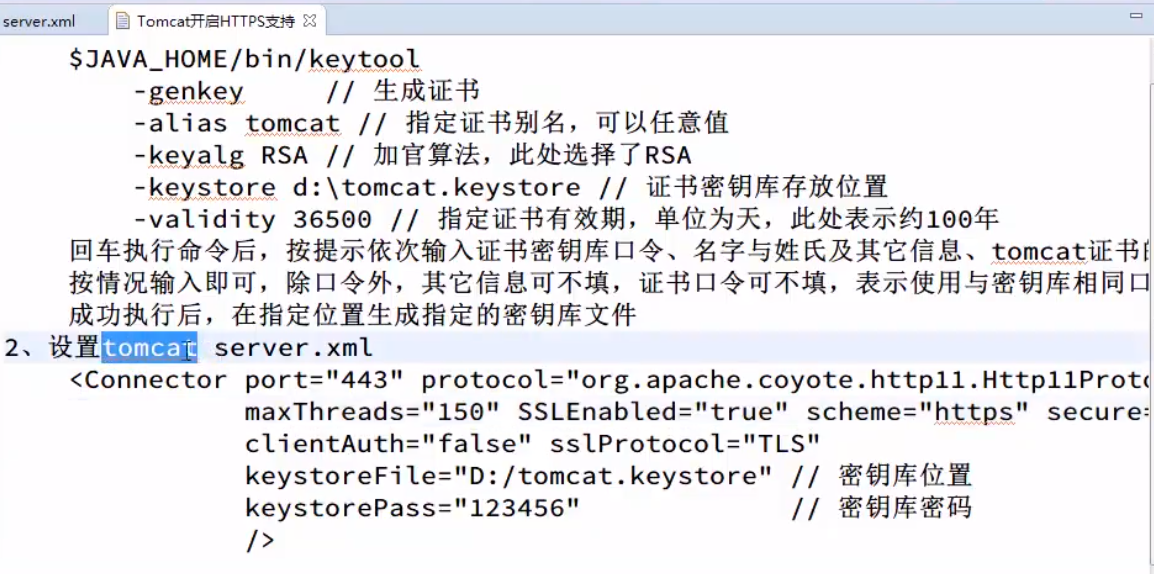 server.xml
Tomcat开启HTTPS支持
$JAVA_HOME/bin/keytool
-genkey // 生成证书
-alias tomcat // 指定证书别名，可以任意值
-keyalg RSA // 加官算法，此处选择了RSA
-keystore d:\tomcat.keystore // 证书密钥库存放位置
-validity 36500 // 指定证书有效期，单位为天，此处表示约100年
回车执行命令后，按提示依次输入证书密钥库口令、名字与姓氏及其它信息、tomcat证书
按情况输入即可，除口令外，其它信息可不填，证书口令可不填，表示使用与密钥库相同口
成功执行后，在指定位置生成指定的密钥库文件
2、设置tomcat server.xml
<Connector port="443" protocol="org.apache.coyote.http11.Http11Proto
maxThreads="150" SSLEnabled="true" scheme="https" secure=
clientAuth="false" sslProtocol="TLS"
keystoreFile="D:/tomcat.keystore" // 密钥库位置
keystorePass="123456" // 密钥库密码
/>